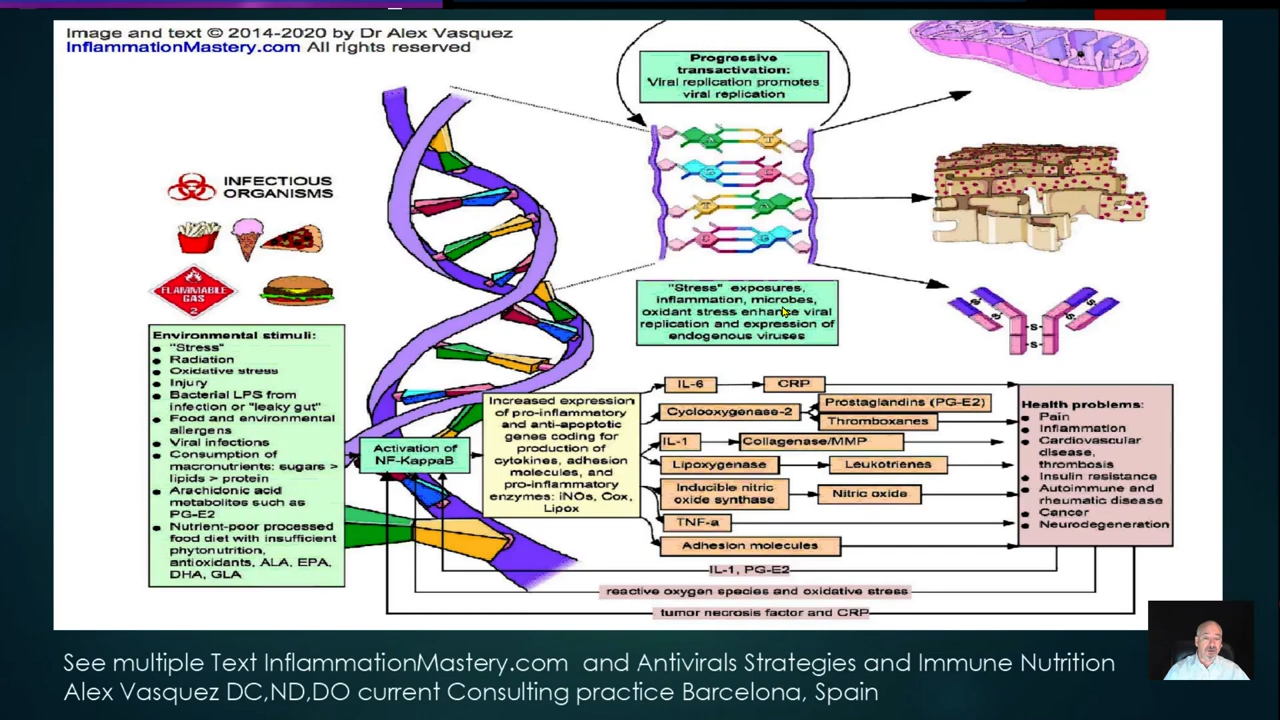 Image and text © 2014-2020 by Dr Alex Vasquez
InflammationMastery.com All rights reserved
Progressive
transactivation:
Viral replication promotes
viral replication
INFECTIOUS
ORGANISMS
FLAMMABLE
GAS
2
"Stress" exposures,
inflammation, microbes,
oxidant stress enhance viral
replication and expression of
endogenous viruses
-S-
-S-
Environmental stimuli:
"Stress"
Radiation
Oxidative stress
Injury
Bacterial LPS from
infection or "leaky gut"
Food and environmental
allergens
Viral infections
Consumption of
macronutrients: sugars >
lipids > protein
Arachidonic acid
metabolites such as
PG-E2
Nutrient-poor processed
food diet with insufficient
phytonutrition,
antioxidants, ALA, EPA,
DHA, GLA
Activation of
NF-KappaB
Increased expression
of pro-inflammatory
and anti-apoptotic
genes coding for
production of
cytokines, adhesion
molecules, and
pro-inflammatory
enzymes: iNOs, Cox,
Lipox
IL-6
CRP
Cyclooxygenase-2
Prostaglandins (PG-E2)
Thromboxanes
IL-1
Collagenase/MMP
Lipoxygenase
Leukotrienes
Inducible nitric
oxide synthase
Nitric oxide
TNF-a
Adhesion molecules
Health problems:
Pain
Inflammation
Cardiovascular
disease,
thrombosis
Insulin resistance
Autoimmune and
rheumatic disease
Cancer
Neurodegeneration
IL-1, PG-E2
reactive oxygen species and oxidative stress
tumor necrosis factor and CRP
See multiple Text InflammationMastery.com and Antivirals Strategies and Immune Nutrition
Alex Vasquez DC,ND,DO current Consulting practice Barcelona, Spain